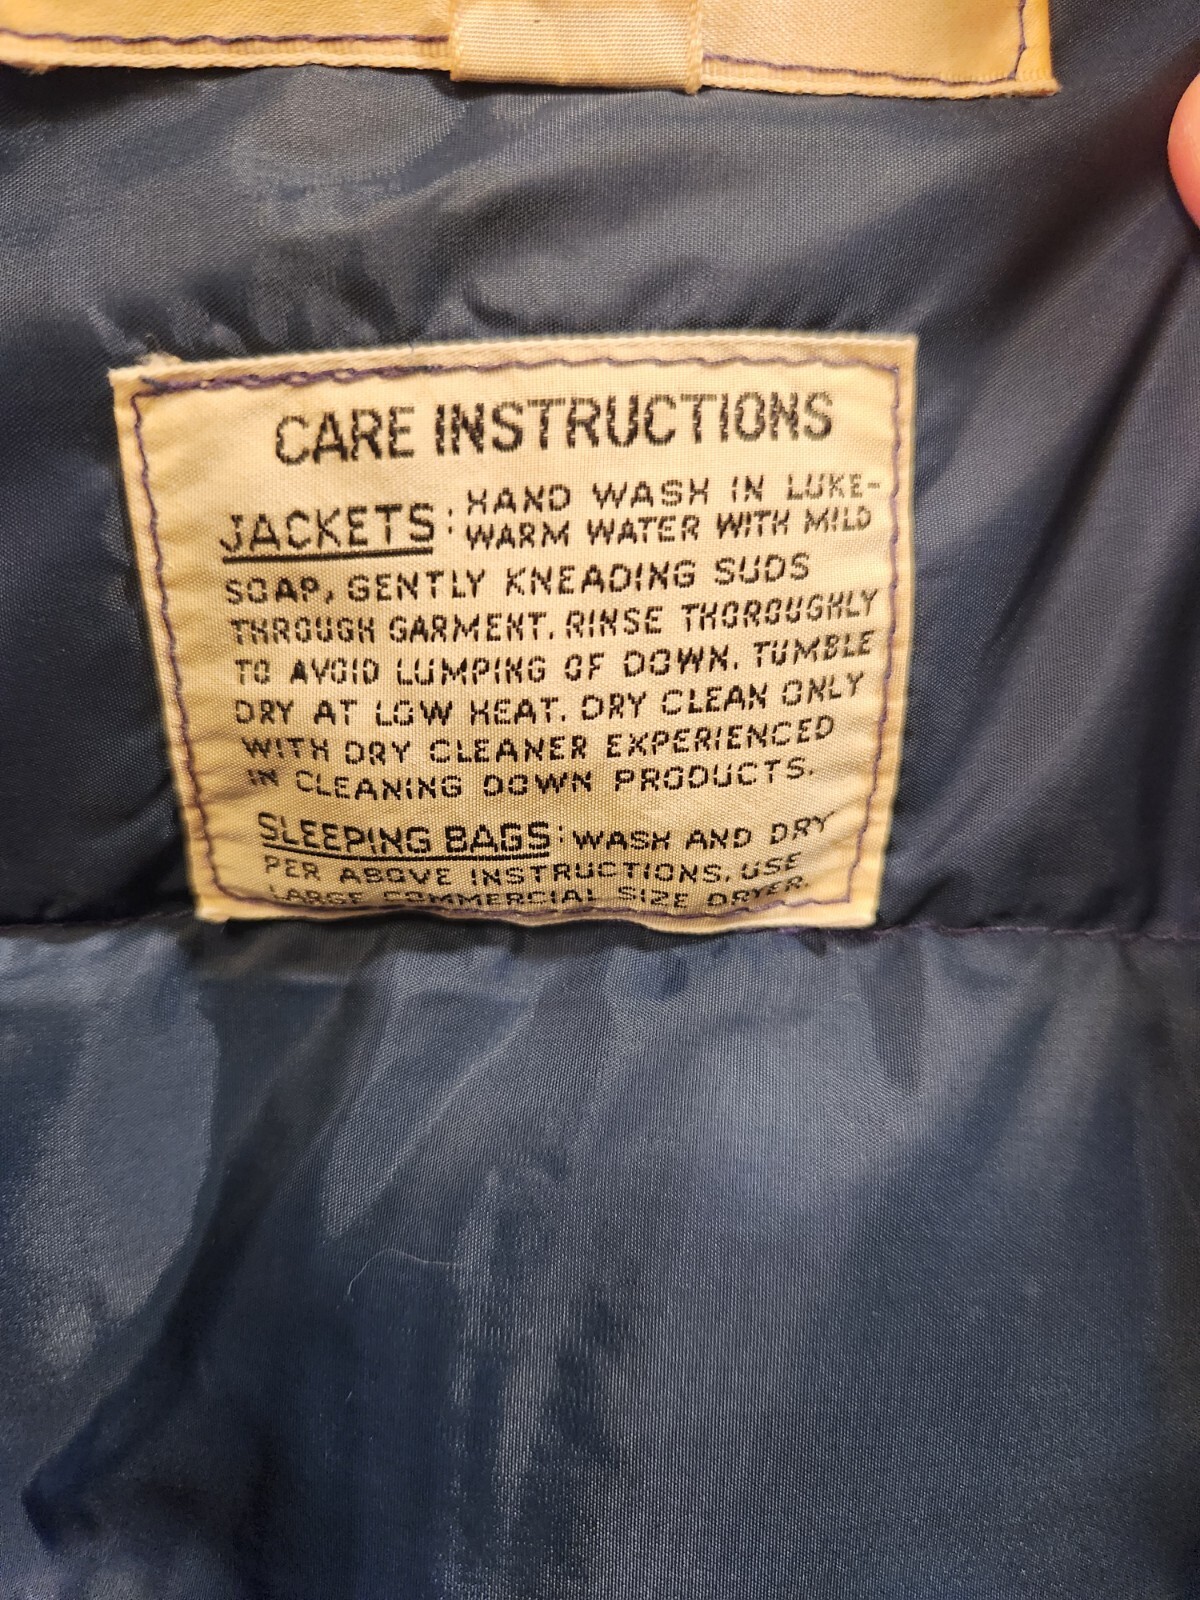 CARE INSTRUCTIONS
JACKETS: HAND WASH IN LUKE-
WARM WATER WITH MILD
SOAP, GENTLY KNEADING SUDS
THROUGH GARMENT. RINSE THOROUGHLY
TO AVOID LUMPING OF DOWN. TUMBLE
DRY AT LOW HEAT. DRY CLEAN ONLY
WITH DRY CLEANER EXPERIENCED
IN CLEANING DOWN PRODUCTS.
SLEEPING BAGS: WASH AND DRY
PER ABOVE INSTRUCTIONS. USE
LARGE COMMERCIAL SIZE DRYER.